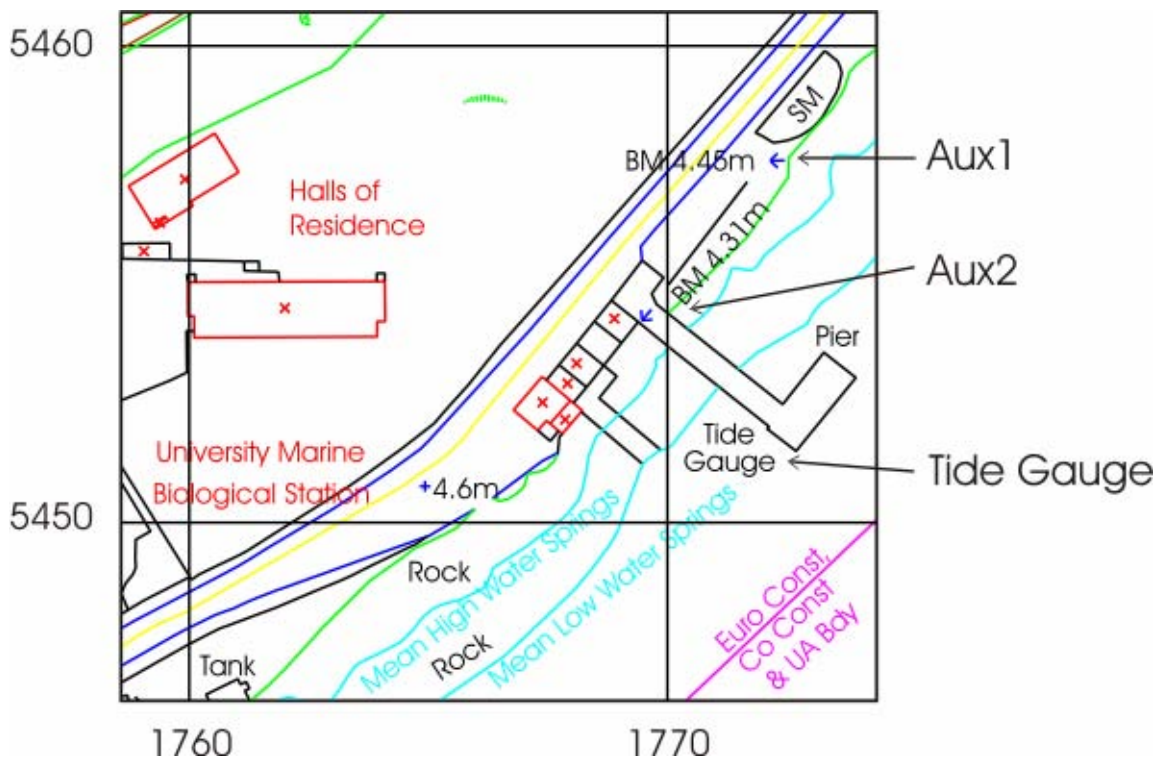 5460
SM
BM 4.45m
Aux1
Halls of
Residence
BM 4.31m
Aux2
Pier
University Marine
Biological Station
4.6m
Tide
Gauge
Tide Gauge
5450
Rock
Mean High Water Springs
Rock
Mean Low Water Springs
Euro Const,
Co Const
& UA Bdy
Tank
1760
1770